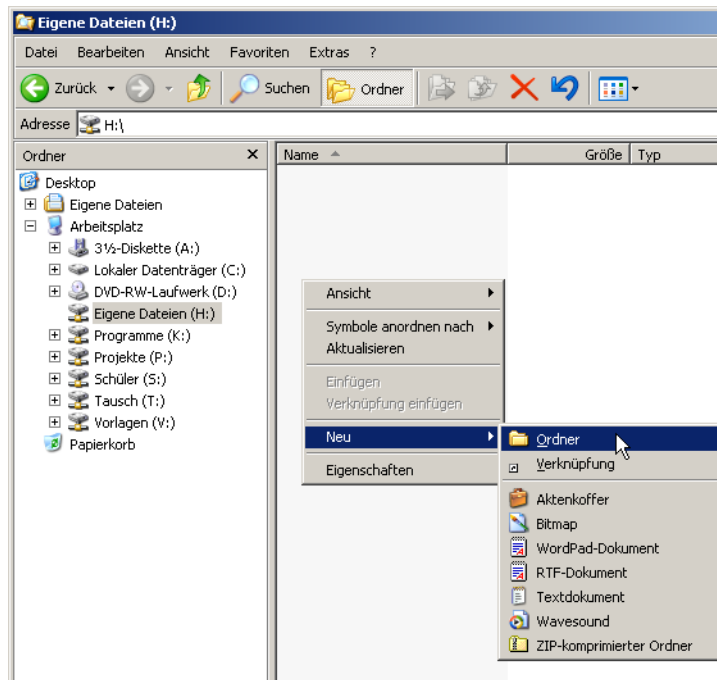 Eigene Dateien (H:)
Datei Bearbeiten Ansicht Favoriten Extras ?
Zurück Suchen Ordner
Adresse H:\
Ordner
Desktop
Eigene Dateien
Arbeitsplatz
3½-Diskette (A:)
Lokaler Datenträger (C:)
DVD-RW-Laufwerk (D:)
Eigene Dateien (H:)
Programme (K:)
Projekte (P:)
Schüler (S:)
Tausch (T:)
Vorlagen (V:)
Papierkorb
Name Größe Typ
Ansicht
Symbole anordnen nach
Aktualisieren
Einfügen
Verknüpfung einfügen
Neu
Eigenschaften
Ordner
Verknüpfung
Aktenkoffer
Bitmap
WordPad-Dokument
RTF-Dokument
Textdokument
Wavesound
ZIP-komprimierter Ordner